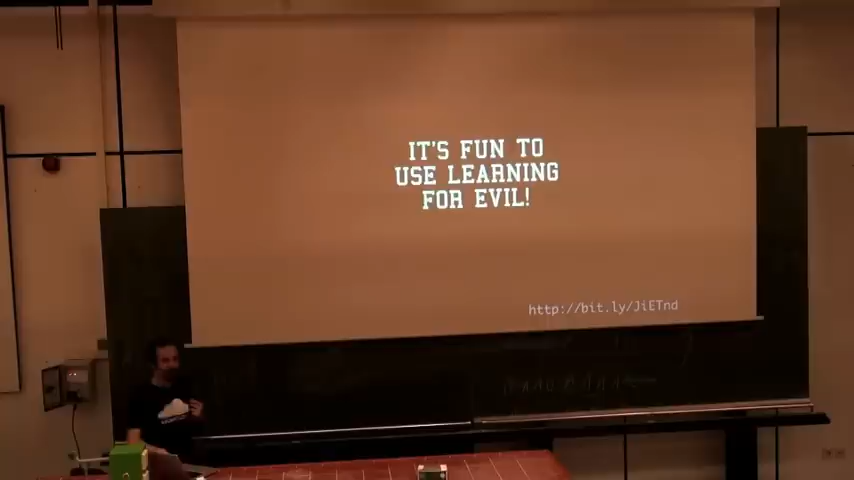 IT'S FUN TO
USE LEARNING
FOR EVIL!
http://bit.ly/JiETnd